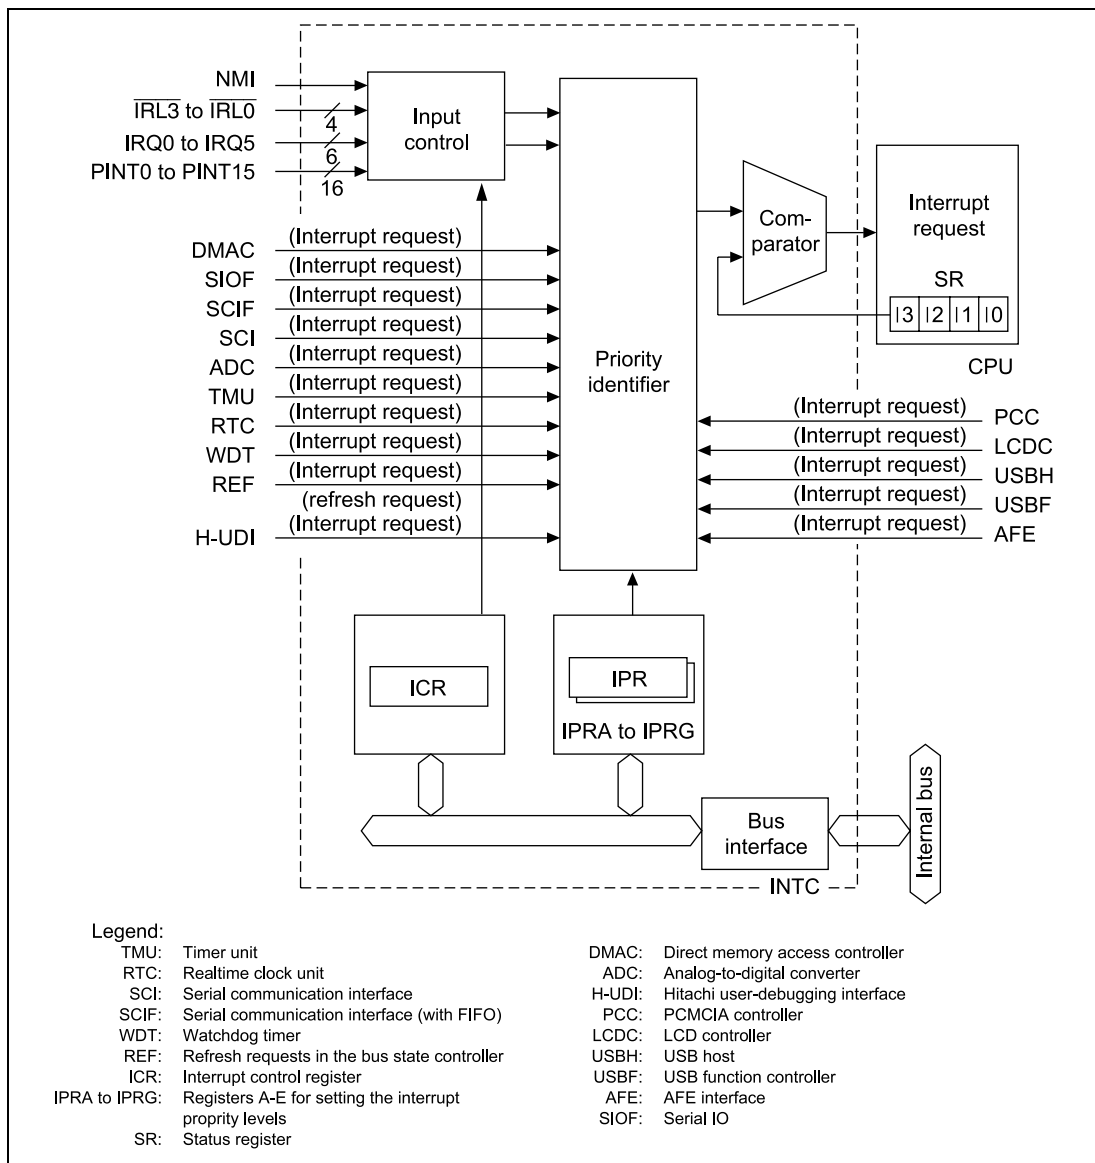 NMI
IRL3 to IRL0
4
IRQ0 to IRQ5
6
PINT0 to PINT15
16
Input
control
DMAC
(Interrupt request)
SIOF
(Interrupt request)
SCIF
(Interrupt request)
SCI
(Interrupt request)
ADC
(Interrupt request)
TMU
(Interrupt request)
RTC
(Interrupt request)
WDT
(Interrupt request)
REF
(Interrupt request)
(refresh request)
H-UDI
(Interrupt request)
Priority
identifier
Com-
parator
Interrupt
request
SR
I3 I2 I1 I0
CPU
(Interrupt request)
PCC
(Interrupt request)
LCDC
(Interrupt request)
USBH
(Interrupt request)
USBF
(Interrupt request)
AFE
ICR
IPR
IPRA to IPRG
Bus
interface
INTC
Internal bus
Legend:
TMU: Timer unit
RTC: Realtime clock unit
SCI: Serial communication interface
SCIF: Serial communication interface (with FIFO)
WDT: Watchdog timer
REF: Refresh requests in the bus state controller
ICR: Interrupt control register
IPRA to IPRG: Registers A-E for setting the interrupt
proprity levels
SR: Status register
DMAC: Direct memory access controller
ADC: Analog-to-digital converter
H-UDI: Hitachi user-debugging interface
PCC: PCMCIA controller
LCDC: LCD controller
USBH: USB host
USBF: USB function controller
AFE: AFE interface
SIOF: Serial IO